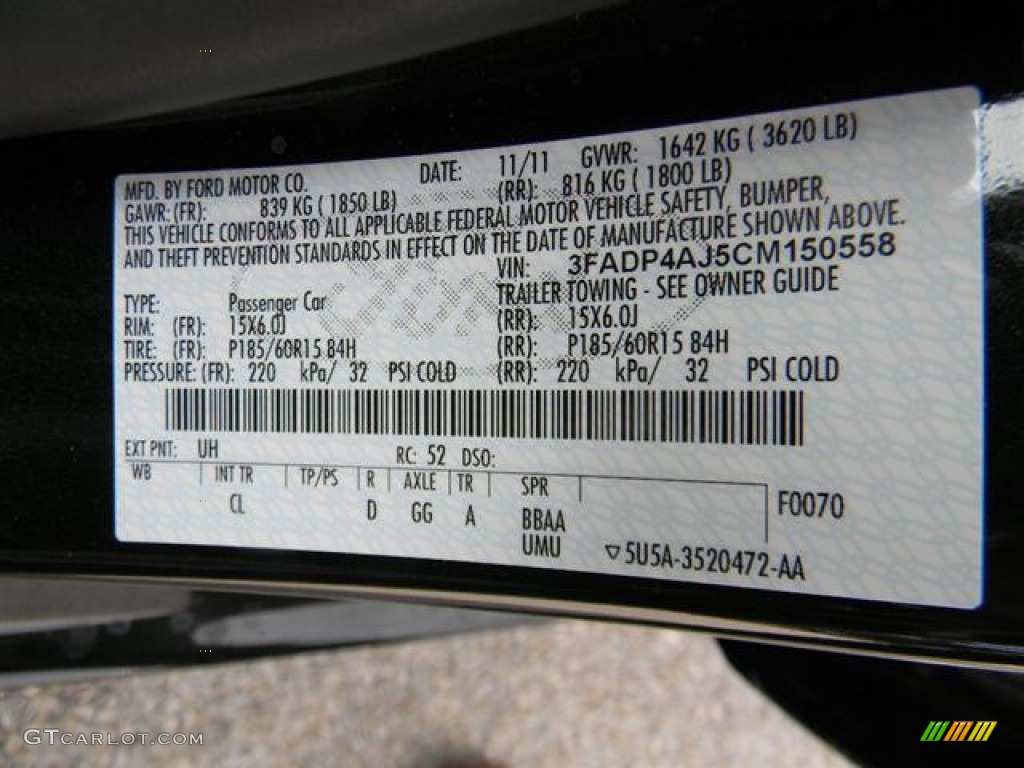 MFD. BY FORD MOTOR CO. DATE: 11/11 GVWR: 1642 KG ( 3620 LB)
GAWR: (FR): 839 KG ( 1850 LB) (RR): 816 KG ( 1800 LB)
THIS VEHICLE CONFORMS TO ALL APPLICABLE FEDERAL MOTOR VEHICLE SAFETY, BUMPER,
AND THEFT PREVENTION STANDARDS IN EFFECT ON THE DATE OF MANUFACTURE SHOWN ABOVE.
VIN: 3FADP4AJ5CM150558
TYPE: Passenger Car TRAILER TOWING - SEE OWNER GUIDE
RIM: (FR): 15X6.0J (RR): 15X6.0J
TIRE: (FR): P185/60R15 84H (RR): P185/60R15 84H
PRESSURE: (FR): 220 kPa/ 32 PSI COLD (RR): 220 kPa/ 32 PSI COLD
EXT PNT: UH RC: 52 DSO:
WB INT TR TP/PS R AXLE TR SPR
CL D GG A BBAA F0070
UMU ▽5U5A-3520472-AA
GTCARLOT.COM